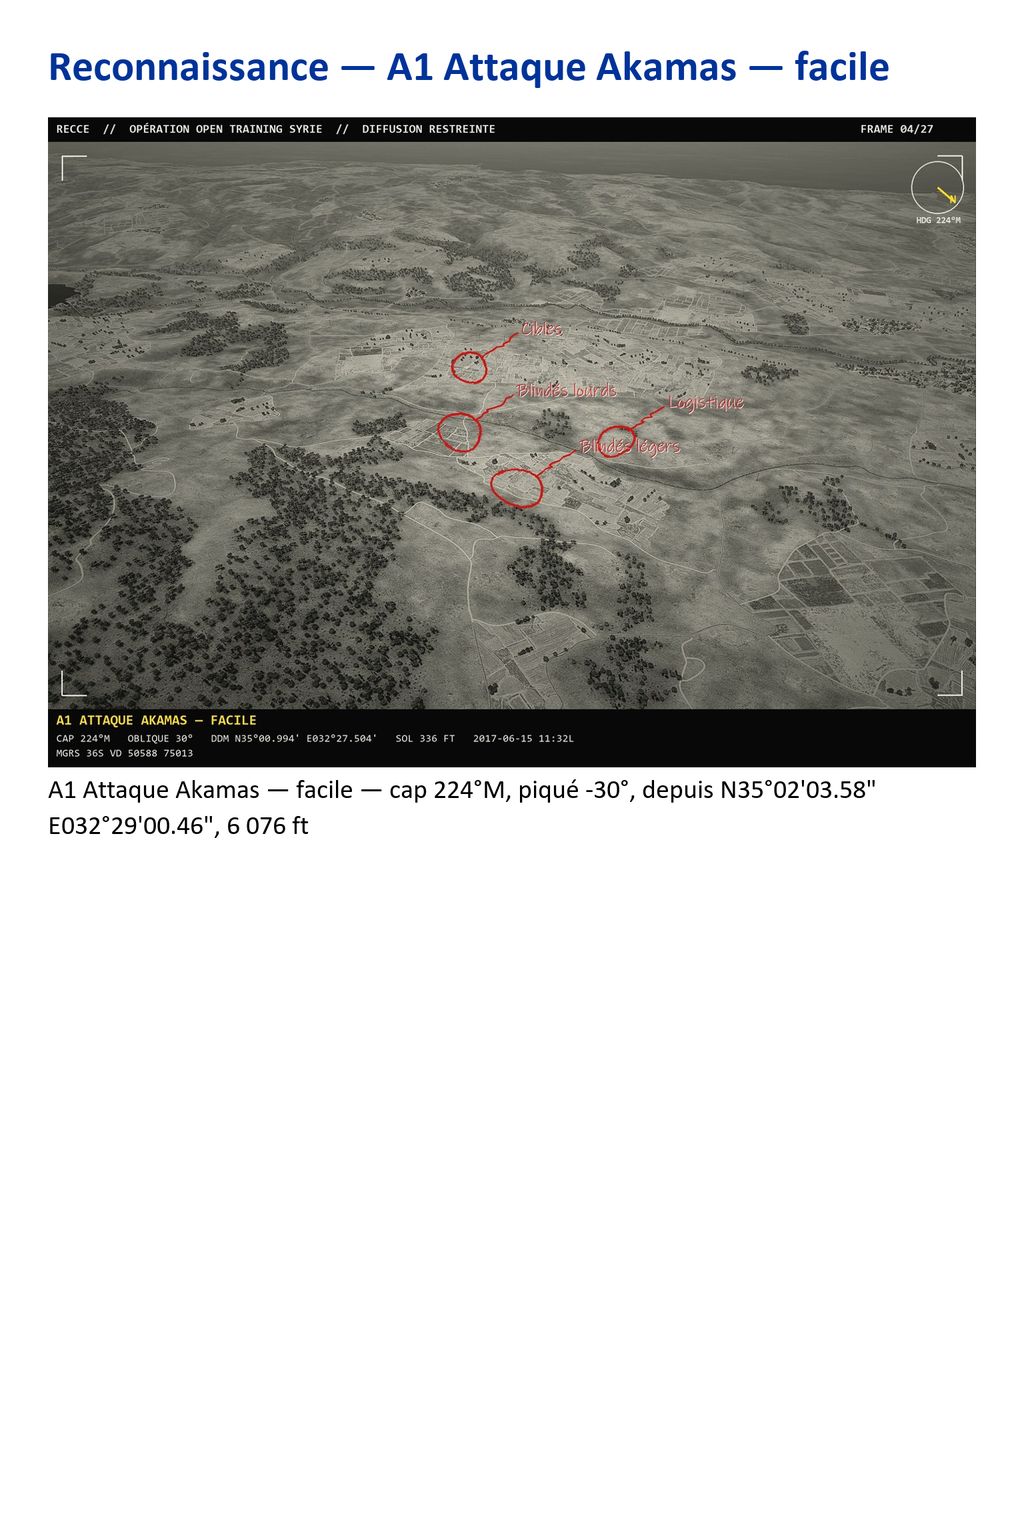 Reconnaissance — A1 Attaque Akamas — facile
RECCE // OPÉRATION OPEN TRAINING SYRIE // DIFFUSION RESTREINTE FRAME 04/27
N
HDG 224°M
Cibles
Blindés lourds
Logistique
Blindés légers
A1 ATTAQUE AKAMAS — FACILE
CAP 224°M OBLIQUE 30° DDM N35°00.994' E032°27.504' SOL 336 FT 2017-06-15 11:32L
MGRS 36S VD 50588 75013
A1 Attaque Akamas — facile — cap 224°M, piqué -30°, depuis N35°02'03.58"
E032°29'00.46", 6 076 ft